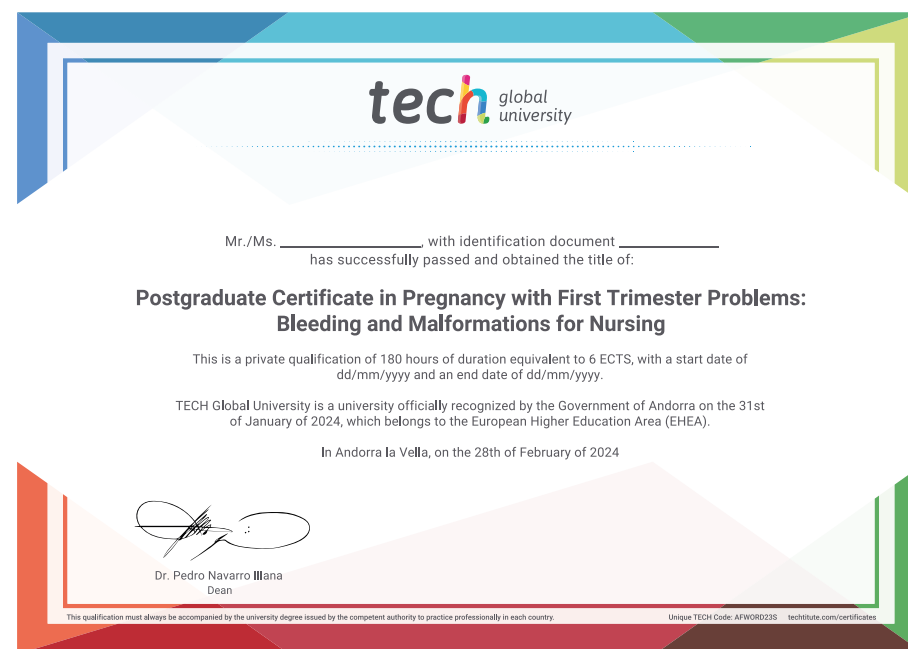 tech global
university
Mr./Ms. ____________________, with identification document ______________
has successfully passed and obtained the title of:
Postgraduate Certificate in Pregnancy with First Trimester Problems:
Bleeding and Malformations for Nursing
This is a private qualification of 180 hours of duration equivalent to 6 ECTS, with a start date of
dd/mm/yyyy and an end date of dd/mm/yyyy.
TECH Global University is a university officially recognized by the Government of Andorra on the 31st
of January of 2024, which belongs to the European Higher Education Area (EHEA).
In Andorra la Vella, on the 28th of February of 2024
Dr. Pedro Navarro Illana
Dean
This qualification must always be accompanied by the university degree issued by the competent authority to practice professionally in each country.
Unique TECH Code: AFWORD23S techtitute.com/certificates